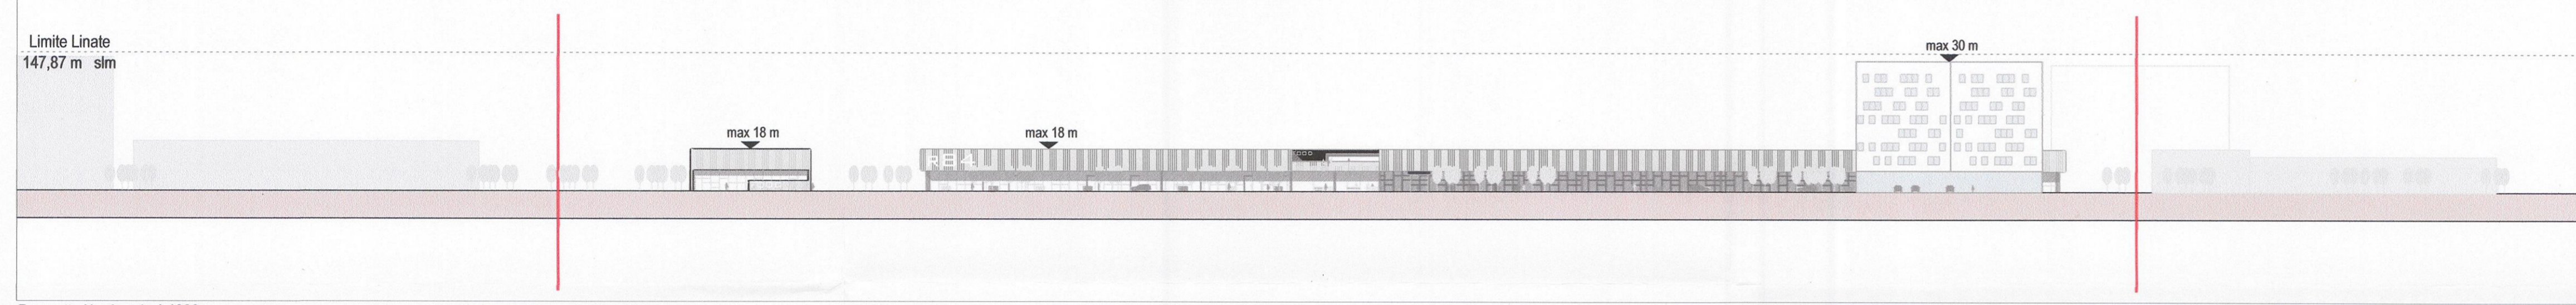 Limite Linate
147,87 m slm
max 18 m
max 18 m
max 30 m